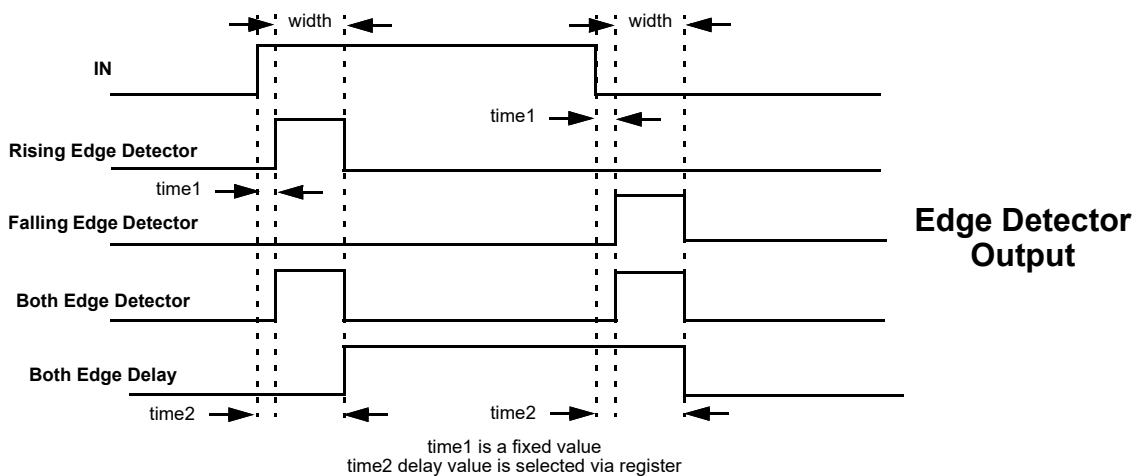 width
width
IN
time1
Rising Edge Detector
time1
Falling Edge Detector
Edge Detector
Output
Both Edge Detector
Both Edge Delay
time2
time2
time1 is a fixed value
time2 delay value is selected via register